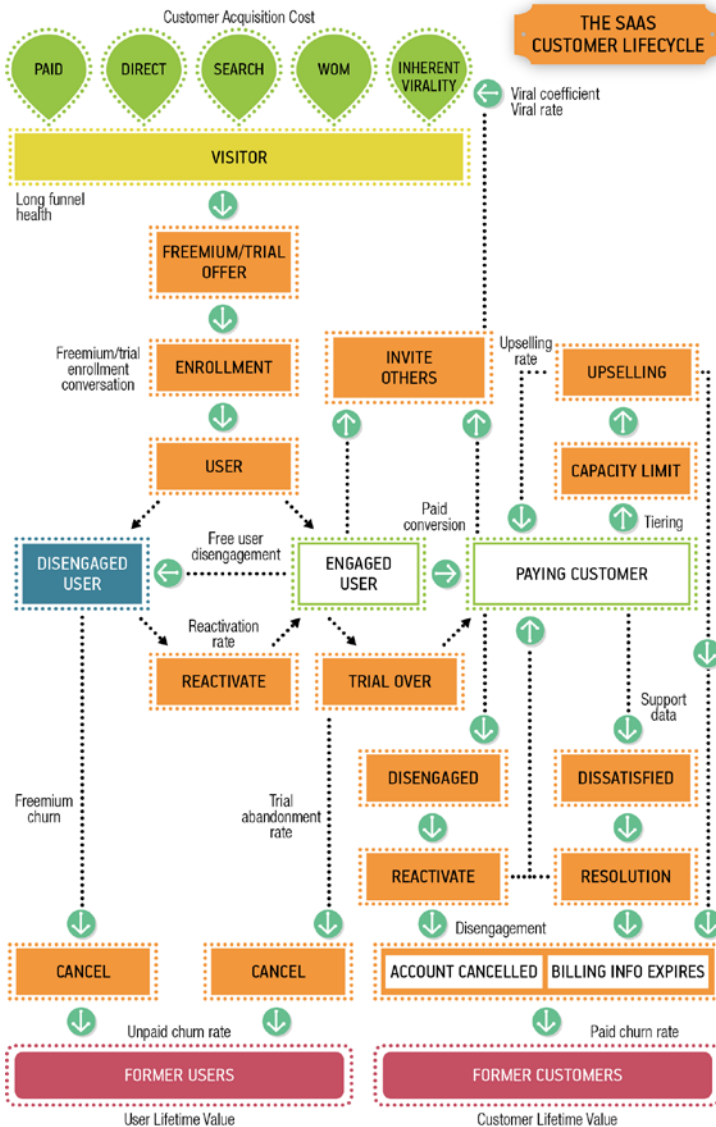 Customer Acquisition Cost
THE SAAS
CUSTOMER LIFECYCLE
PAID
DIRECT
SEARCH
WOM
INHERENT
VIRALITY
Viral coefficient
Viral rate
VISITOR
Long funnel
health
FREEMIUM/TRIAL
OFFER
Freemium/trial
enrollment
conversation
ENROLLMENT
INVITE
OTHERS
Upselling
rate
UPSELLING
USER
CAPACITY LIMIT
Paid
conversion
Tiering
DISENGAGED
USER
Free user
disengagement
ENGAGED
USER
PAYING CUSTOMER
Reactivation
rate
REACTIVATE
TRIAL OVER
Support
data
DISENGAGED
DISSATISFIED
Freemium
churn
Trial
abandonment
rate
REACTIVATE
RESOLUTION
Disengagement
CANCEL
CANCEL
ACCOUNT CANCELLED
BILLING INFO EXPIRES
Unpaid churn rate
Paid churn rate
FORMER USERS
FORMER CUSTOMERS
User Lifetime Value
Customer Lifetime Value